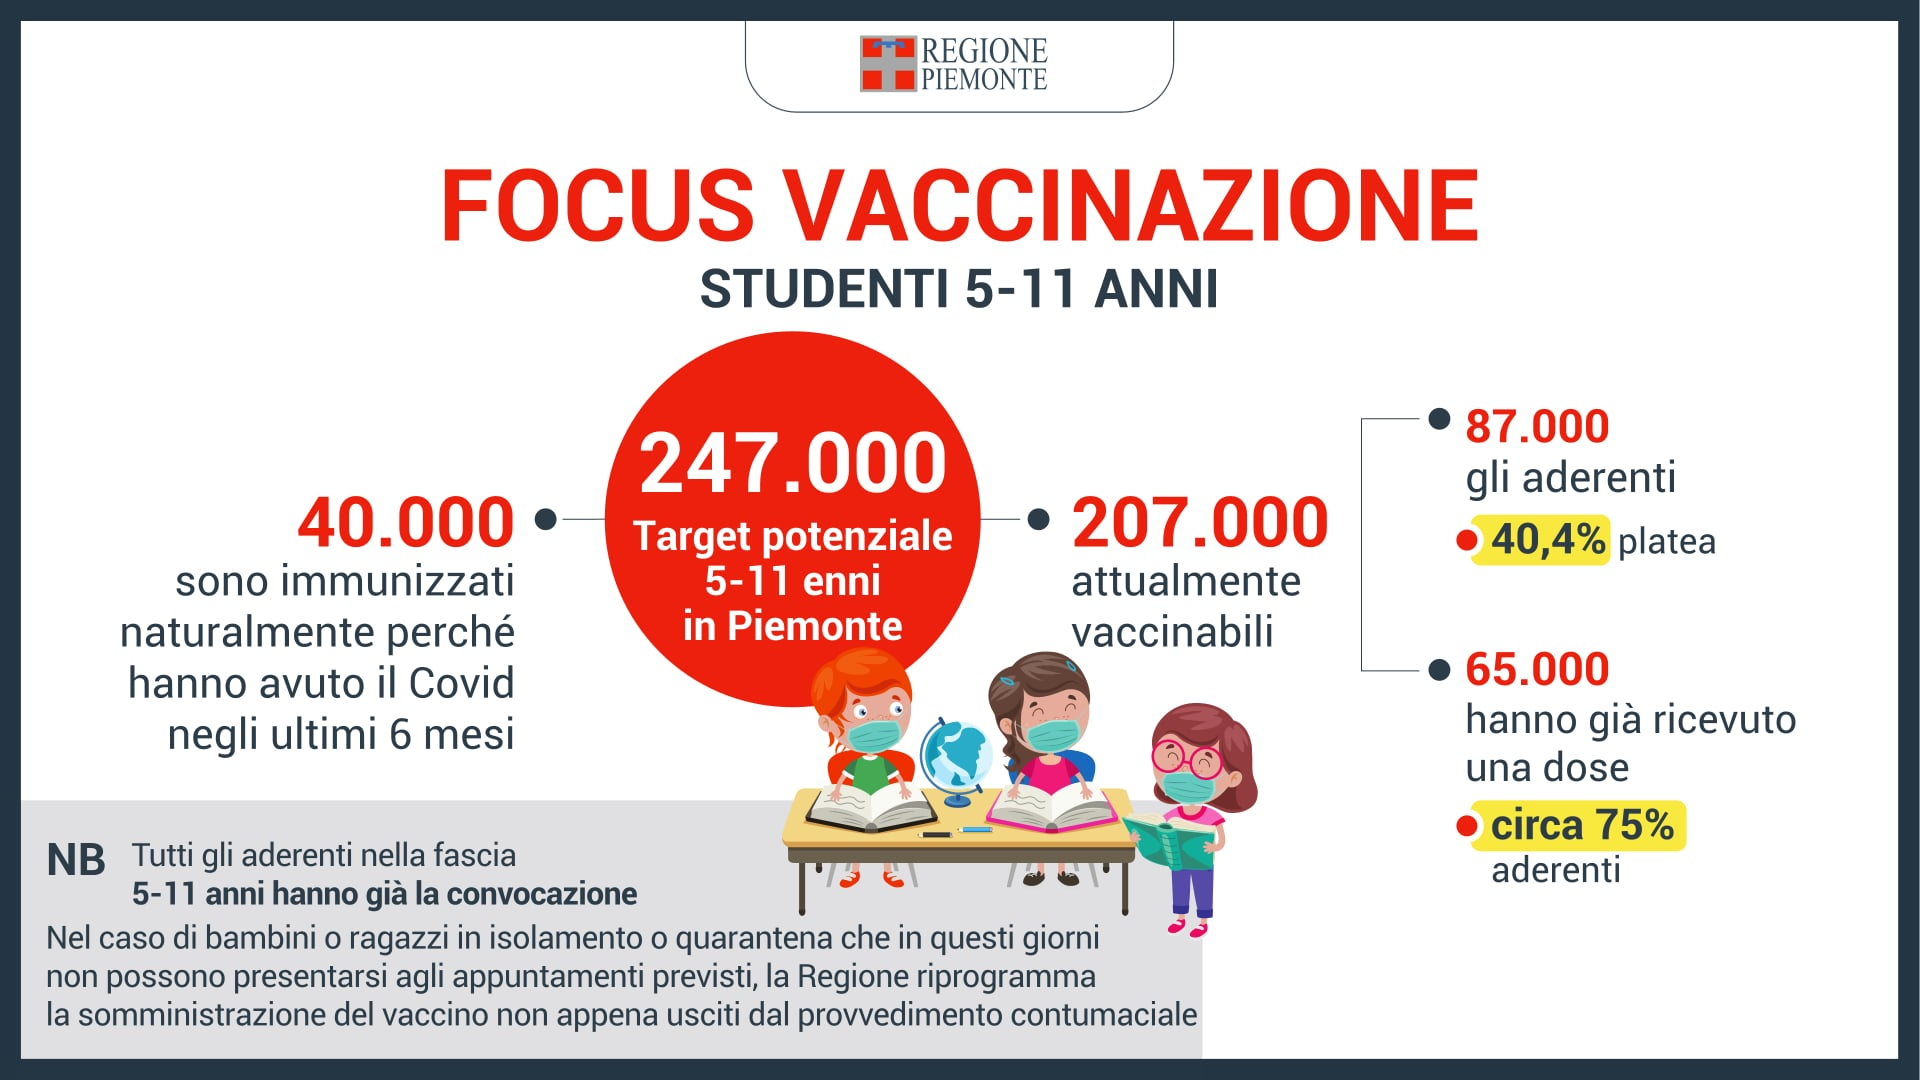 REGIONE
PIEMONTE
FOCUS VACCINAZIONE
STUDENTI 5-11 ANNI
40.000
sono immunizzati
naturalmente perché
hanno avuto il Covid
negli ultimi 6 mesi
247.000
Target potenziale
5-11 enni
in Piemonte
207.000
attualmente
vaccinabili
87.000
gli aderenti
40,4% platea
65.000
hanno già ricevuto
una dose
circa 75%
aderenti
NB Tutti gli aderenti nella fascia
5-11 anni hanno già la convocazione
Nel caso di bambini o ragazzi in isolamento o quarantena che in questi giorni
non possono presentarsi agli appuntamenti previsti, la Regione riprogramma
la somministrazione del vaccino non appena usciti dal provvedimento contumaciale